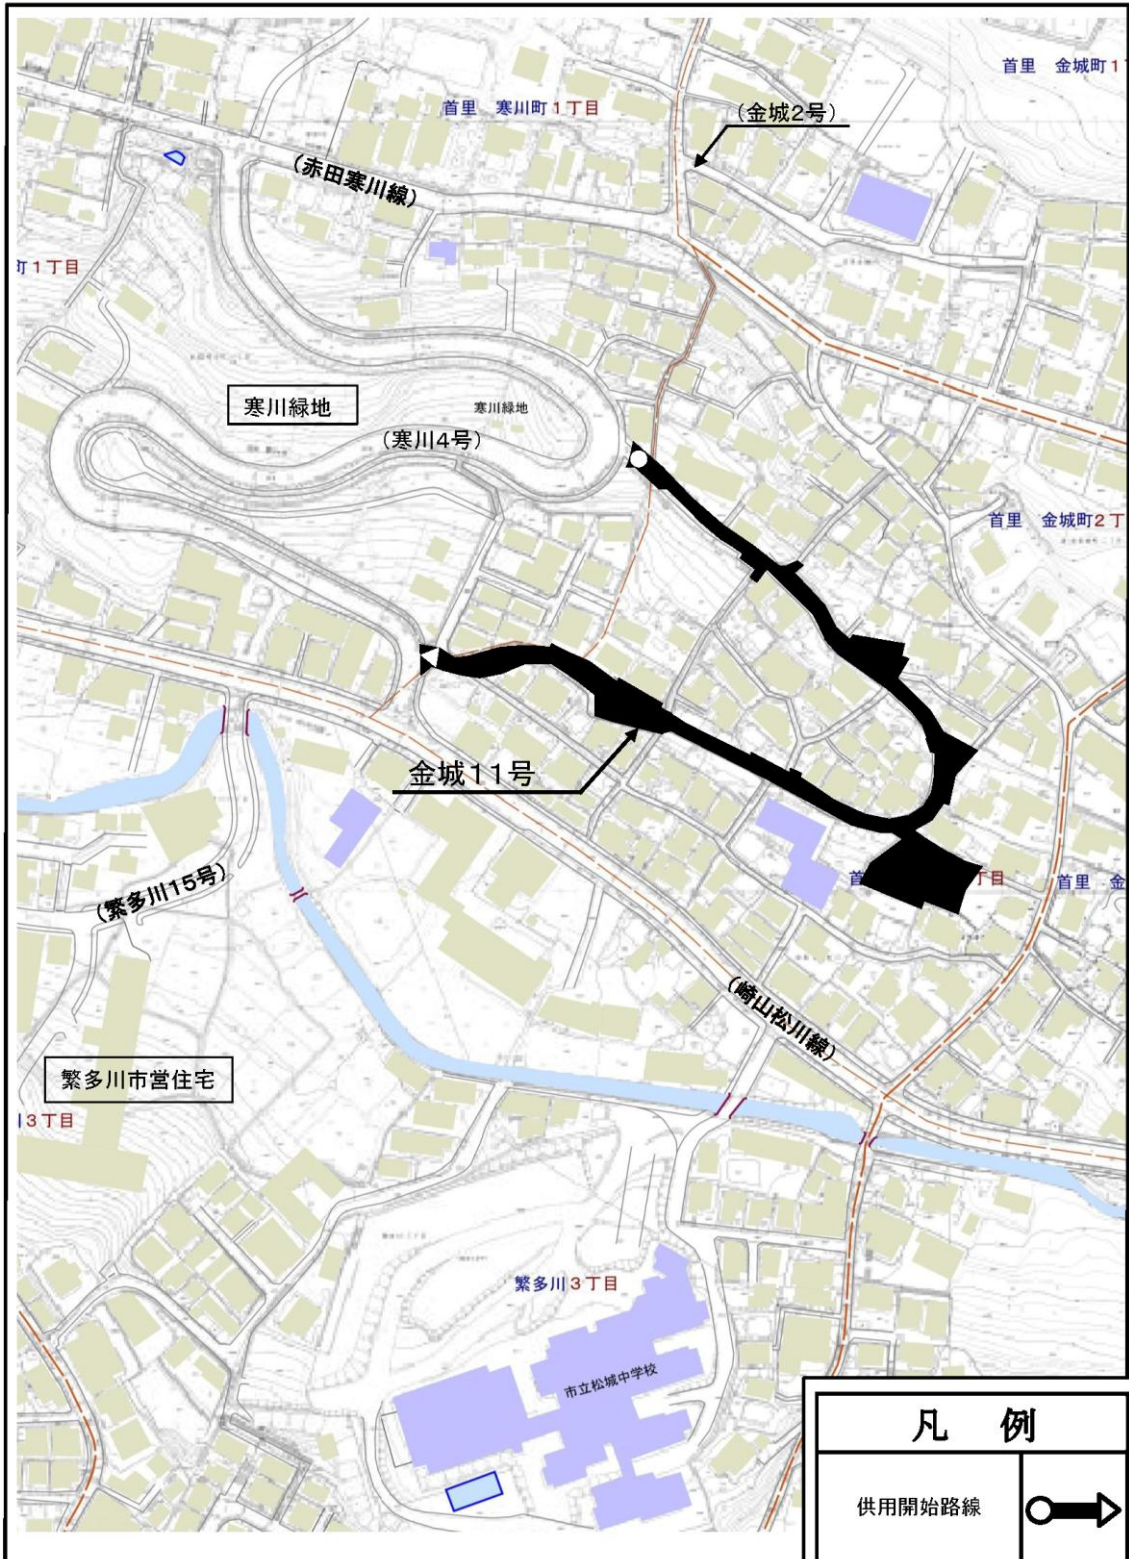 首里 金城町1丁
首里 寒川町1丁目
(金城2号)
(赤田寒川線)
町1丁目
寒川緑地
寒川緑地
(寒川4号)
首里 金城町2丁
金城11号
首
丁目
首里 金
(繁多川15号)
(崎山松川線)
繁多川市営住宅
川3丁目
繁多川3丁目
市立松城中学校
凡 例
供用開始路線